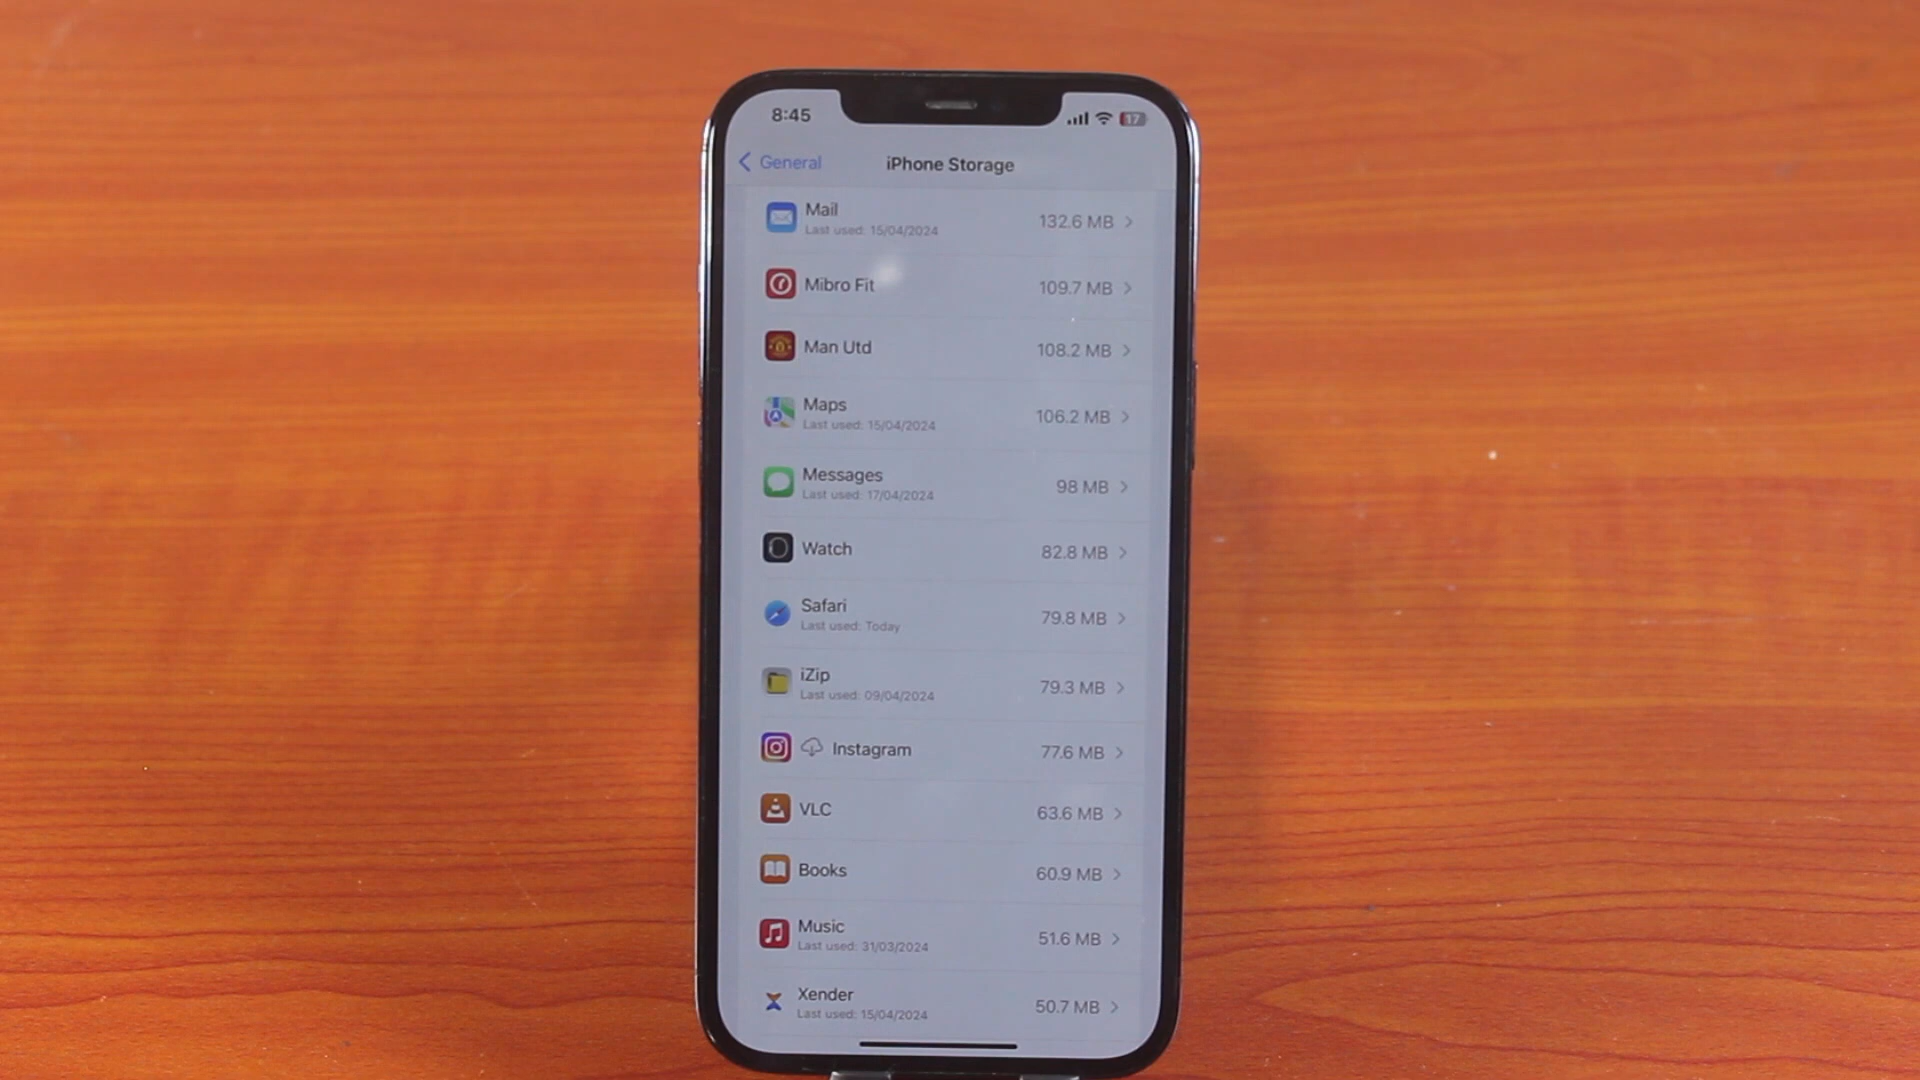 8:45
17
General
iPhone Storage
Mail
132.6 MB
Last used: 15/04/2024
Mibro Fit
109.7 MB
Man Utd
108.2 MB
Maps
106.2 MB
Last used: 15/04/2024
Messages
98 MB
Last used: 17/04/2024
Watch
82.8 MB
Safari
79.8 MB
Last used: Today
iZip
79.3 MB
Last used: 09/04/2024
Instagram
77.6 MB
VLC
63.6 MB
Books
60.9 MB
Music
51.6 MB
Last used: 31/03/2024
Xender
50.7 MB
Last used: 15/04/2024